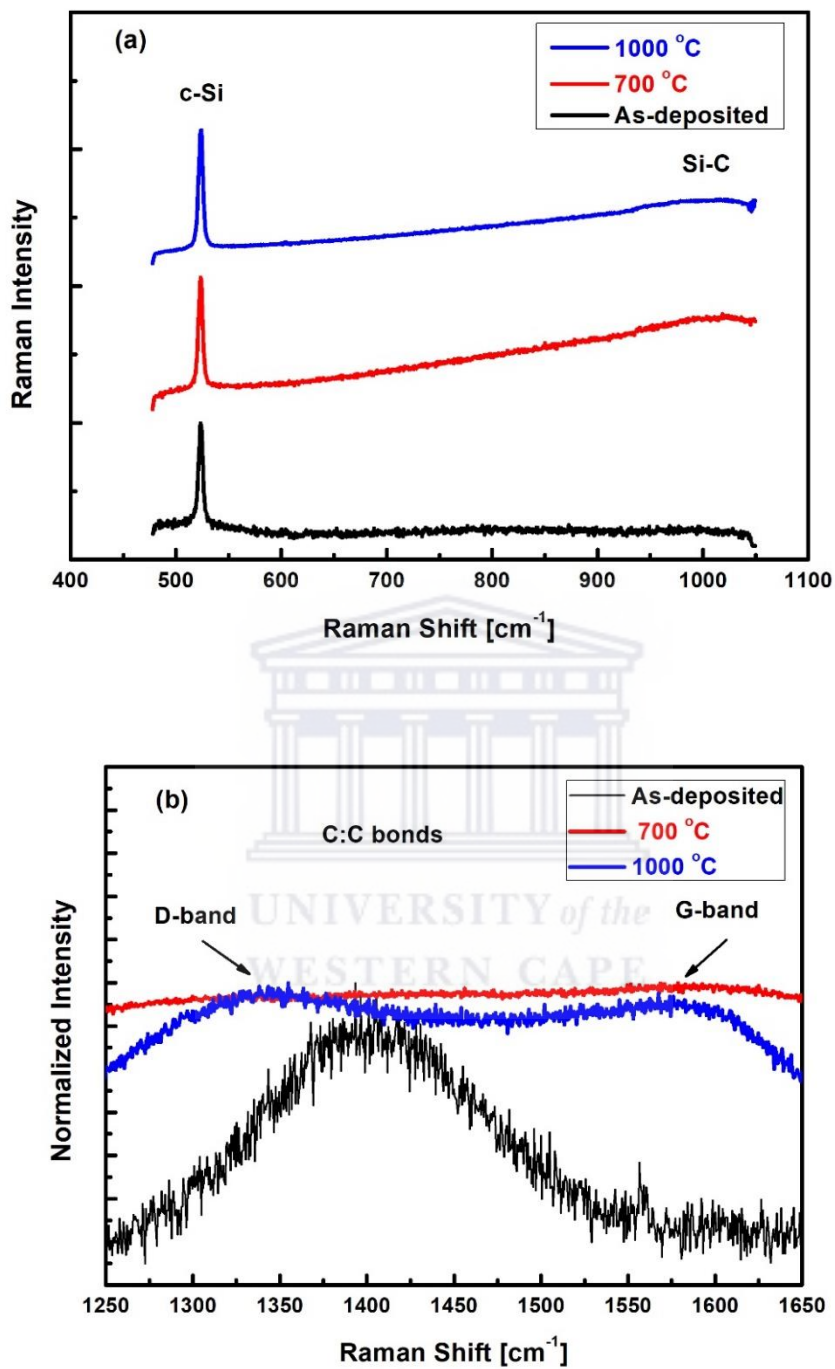 (a)
1000 °C
700 °C
As-deposited
c-Si
Si-C
Raman Intensity
400 500 600 700 800 900 1000 1100
Raman Shift [cm⁻¹]
(b)
As-deposited
700 °C
1000 °C
C:C bonds
D-band
G-band
UNIVERSITY of the
WESTERN CAPE
Normalized Intensity
1250 1300 1350 1400 1450 1500 1550 1600 1650
Raman Shift [cm⁻¹]